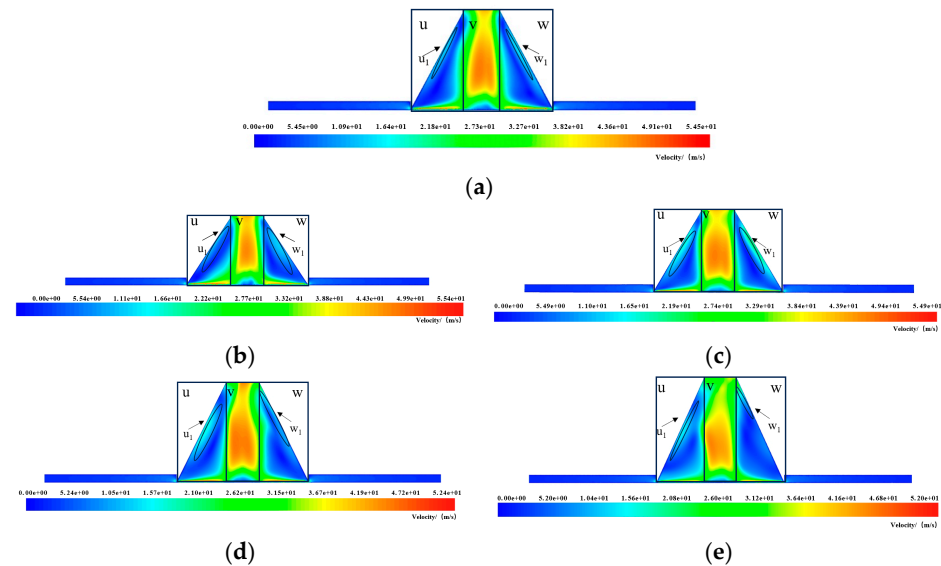 u v w
u1 w1
0.00e+00 5.45e+00 1.09e+01 1.64e+01 2.18e+01 2.73e+01 3.27e+01 3.82e+01 4.36e+01 4.91e+01 5.45e+01
Velocity/ (m/s)
(a)
u v w
u1 w1
0.00e+00 5.54e+00 1.11e+01 1.66e+01 2.22e+01 2.77e+01 3.32e+01 3.88e+01 4.43e+01 4.99e+01 5.54e+01
Velocity/ (m/s)
(b)
u v w
u1 w1
0.00e+00 5.49e+00 1.10e+01 1.65e+01 2.19e+01 2.74e+01 3.29e+01 3.84e+01 4.39e+01 4.94e+01 5.49e+01
Velocity/ (m/s)
(c)
u v w
u1 w1
0.00e+00 5.24e+00 1.05e+01 1.57e+01 2.10e+01 2.62e+01 3.15e+01 3.67e+01 4.19e+01 4.72e+01 5.24e+01
Velocity/ (m/s)
(d)
u v w
u1 w1
0.00e+00 5.20e+00 1.04e+01 1.56e+01 2.08e+01 2.60e+01 3.12e+01 3.64e+01 4.16e+01 4.68e+01 5.20e+01
Velocity/ (m/s)
(e)